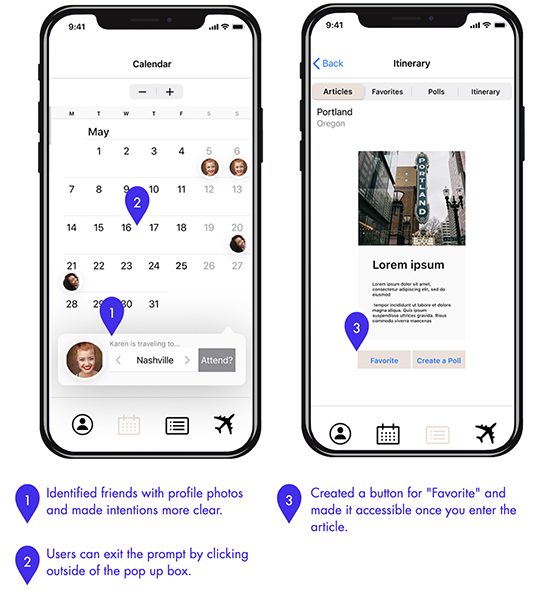 9:41
Calendar
− +
M T W T F S S
May
1 2 3 4 5 6
7 8 9 10 11 12 13
14 15 16 17 18 19 20
21 22 23 24 25 26 27
28 29 30 31
2
1
Karen is traveling to...
Nashville
Attend?
9:41
Back
Itinerary
Articles Favorites Polls Itinerary
Portland
Oregon
PORTLAND
Lorem ipsum
Lorem ipsum dolor sit amet,
consectetur adipiscing elit, sed do
eiusmod
tempor incididunt ut labore et dolore
magna aliqua. Quis ipsum
suspendisse ultrices gravida. Risus
commodo viverra maecenas
3
Favorite Create a Poll
1 Identified friends with profile photos
and made intentions more clear.
2 Users can exit the prompt by clicking
outside of the pop up box.
3 Created a button for "Favorite" and
made it accessible once you enter the
article.